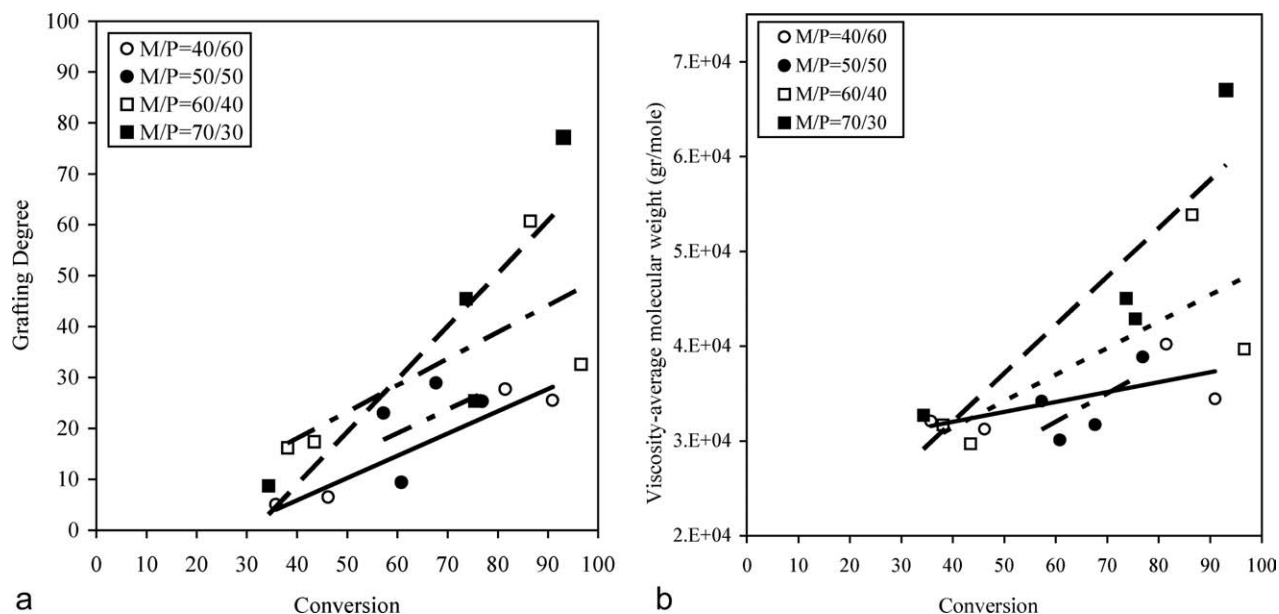 100
90
80
70
60
50
40
30
20
10
0
Grafting Degree
M/P=40/60
M/P=50/50
M/P=60/40
M/P=70/30
0 10 20 30 40 50 60 70 80 90 100
Conversion
a
7.E+04
6.E+04
5.E+04
4.E+04
3.E+04
2.E+04
Viscosity-average molecular weight (gr/mole)
M/P=40/60
M/P=50/50
M/P=60/40
M/P=70/30
0 10 20 30 40 50 60 70 80 90 100
Conversion
b